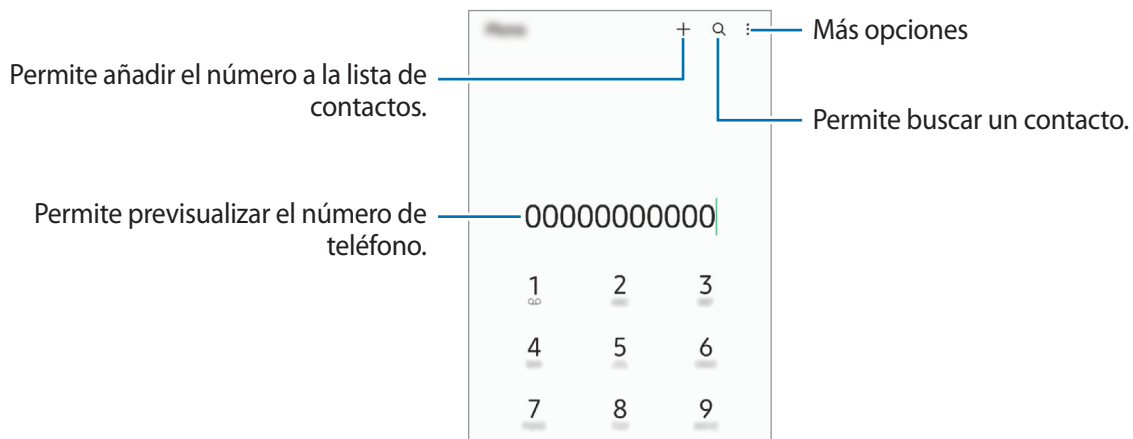 Más opciones
Permite añadir el número a la lista de
contactos.
Permite buscar un contacto.
Permite previsualizar el número de
teléfono.
00000000000
1 2 3
4 5 6
7 8 9